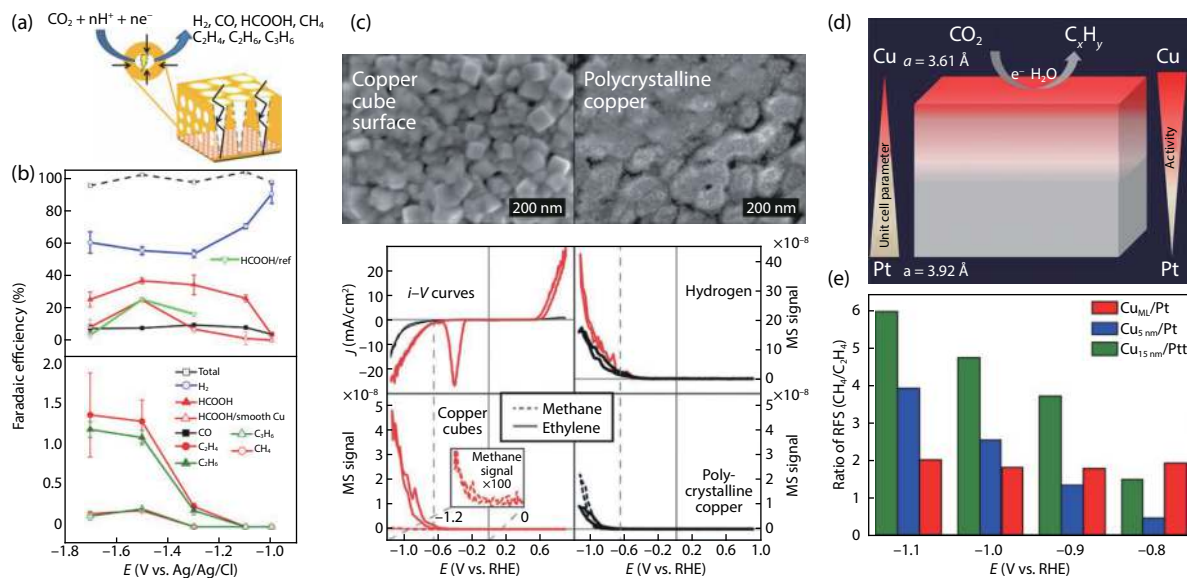 (a)
CO₂ + nH⁺ + ne⁻
H₂, CO, HCOOH, CH₄
C₂H₄, C₂H₆, C₃H₆
(b)
100
80
60
40
20
0
HCOOH/ref
Faradaic efficiency (%)
2.0
1.5
1.0
0.5
0
Total
H₂
HCOOH
HCOOH/smooth Cu
CO
C₂H₄
C₂H₆
C₃H₆
CH₄
−1.8 −1.6 −1.4 −1.2 −1.0
E (V vs. Ag/Ag/Cl)
(c)
Copper
cube
surface
200 nm
Polycrystalline
copper
200 nm
20
10
0
−10
−20
J (mA/cm²)
i–V curves
Hydrogen
×10⁻⁸
40
30
20
10
0
MS signal
×10⁻⁸
5
4
3
2
1
0
MS signal
Copper
cubes
Methane
Ethylene
Methane
signal
×100
−1.2 0
Poly-
crystalline
copper
×10⁻⁸
5
4
3
2
1
0
MS signal
−1.0 −0.6 −0.2 0.2 0.6
E (V vs. RHE)
−1.0 −0.6 −0.2 0.2 0.6 1.0
E (V vs. RHE)
(d)
Cu
a = 3.61 Å
CO₂
CₓHᵧ
e⁻ H₂O
Cu
Unit cell parameter
Activity
Pt
a = 3.92 Å
Pt
(e)
6
5
4
3
2
1
0
Ratio of RFS (CH₄/C₂H₄)
Cu_ML/Pt
Cu₅ ₙₘ/Pt
Cu₁₅ ₙₘ/Ptt
−1.1 −1.0 −0.9 −0.8
E (V vs. RHE)